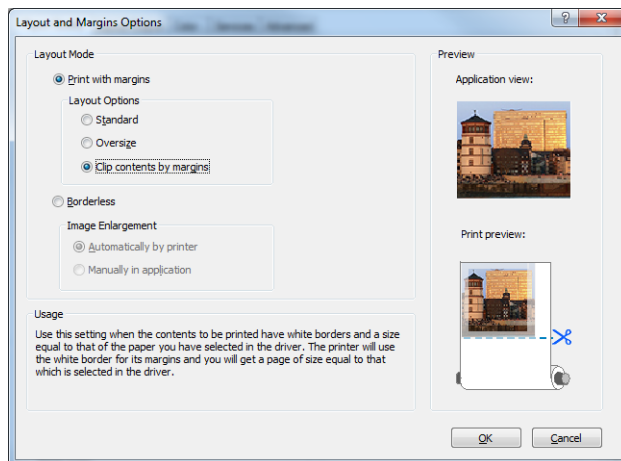 Layout and Margins Options
Layout Mode
Print with margins
Layout Options
Standard
Oversize
Clip contents by margins
Borderless
Image Enlargement
Automatically by printer
Manually in application
Usage
Use this setting when the contents to be printed have white borders and a size
equal to that of the paper you have selected in the driver. The printer will use
the white border for its margins and you will get a page of size equal to that
which is selected in the driver.
Preview
Application view:
Print preview:
OK
Cancel